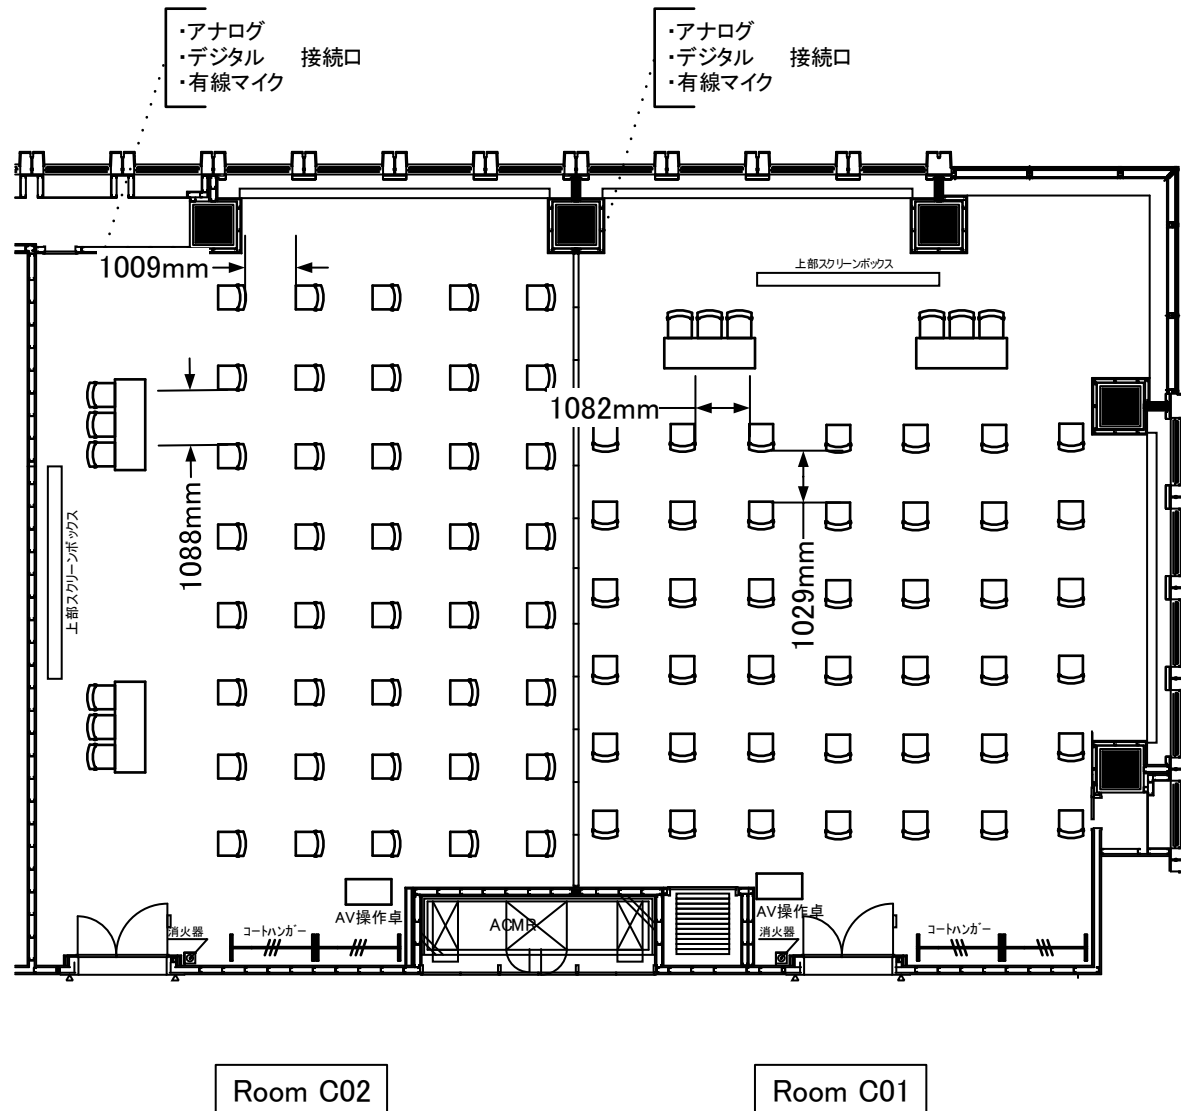 ・アナログ
・デジタル 接続口
・有線マイク
・アナログ
・デジタル 接続口
・有線マイク
1009mm
上部スクリーンボックス
1082mm
1088mm
上部スクリーンボックス
1029mm
AV操作卓
ACMR
AV操作卓
消火器
コートハンガー
消火器
コートハンガー
Room C02
Room C01